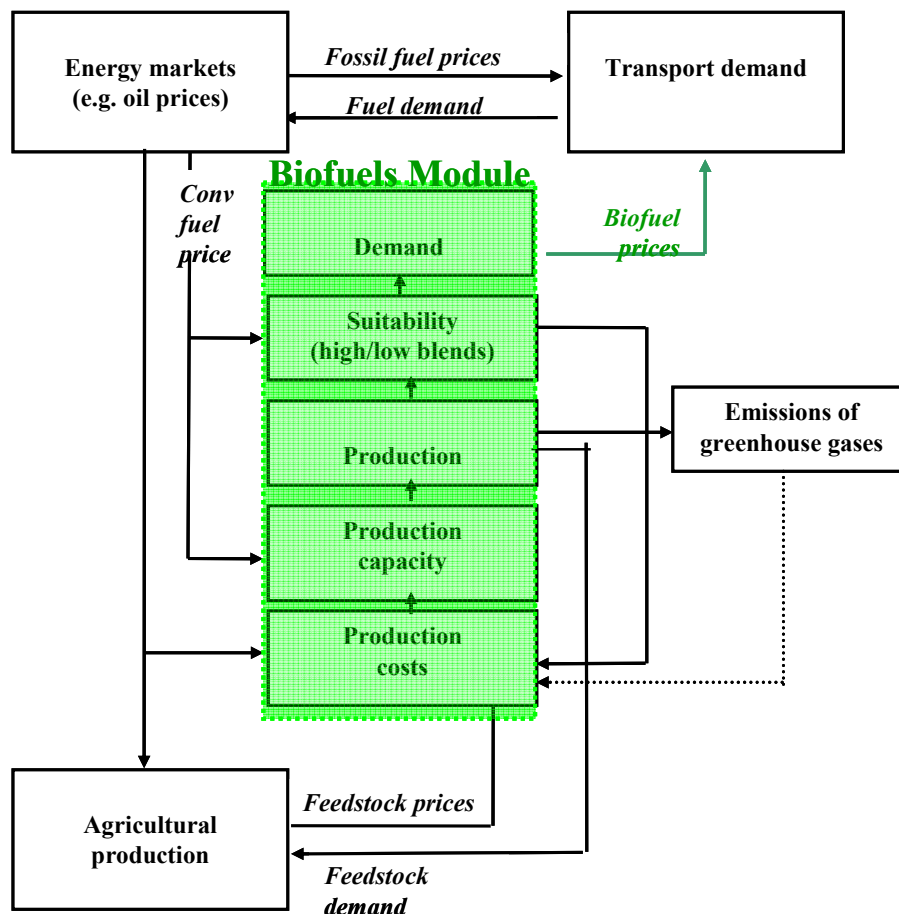 Energy markets
(e.g. oil prices)
Fossil fuel prices
Fuel demand
Transport demand
Biofuels Module
Conv
fuel
price
Biofuel
prices
Demand
Suitability
(high/low blends)
Production
Emissions of
greenhouse gases
Production
capacity
Production
costs
Agricultural
production
Feedstock prices
Feedstock
demand